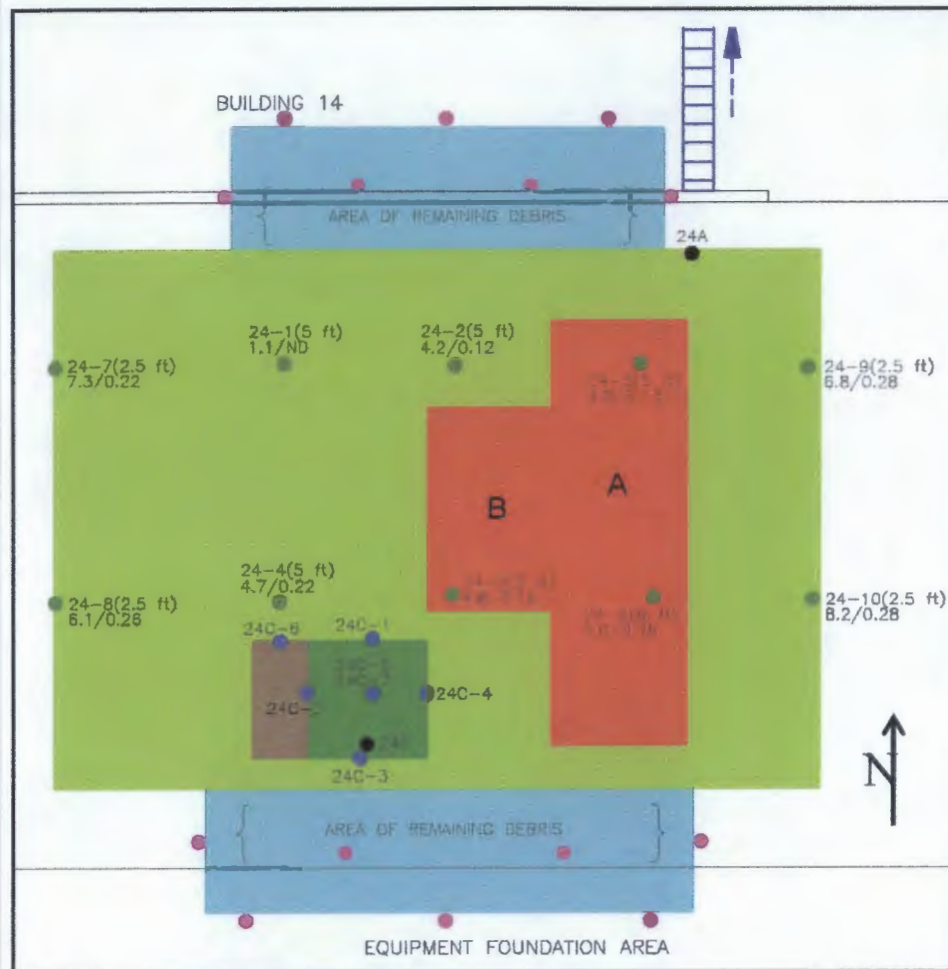 BUILDING 14
AREA OF REMAINING DEBRIS
24A
24-1(5 ft)
1.1/ND
24-2(5 ft)
4.2/0.12
24-7(2.5 ft)
7.3/0.22
24-9(2.5 ft)
6.8/0.28
A
B
24-4(5 ft)
4.7/0.22
24-8(2.5 ft)
6.1/0.26
24-10(2.5 ft)
8.2/0.28
24C-6
24C-1
24C-4
24C-3
N
AREA OF REMAINING DEBRIS
EQUIPMENT FOUNDATION AREA